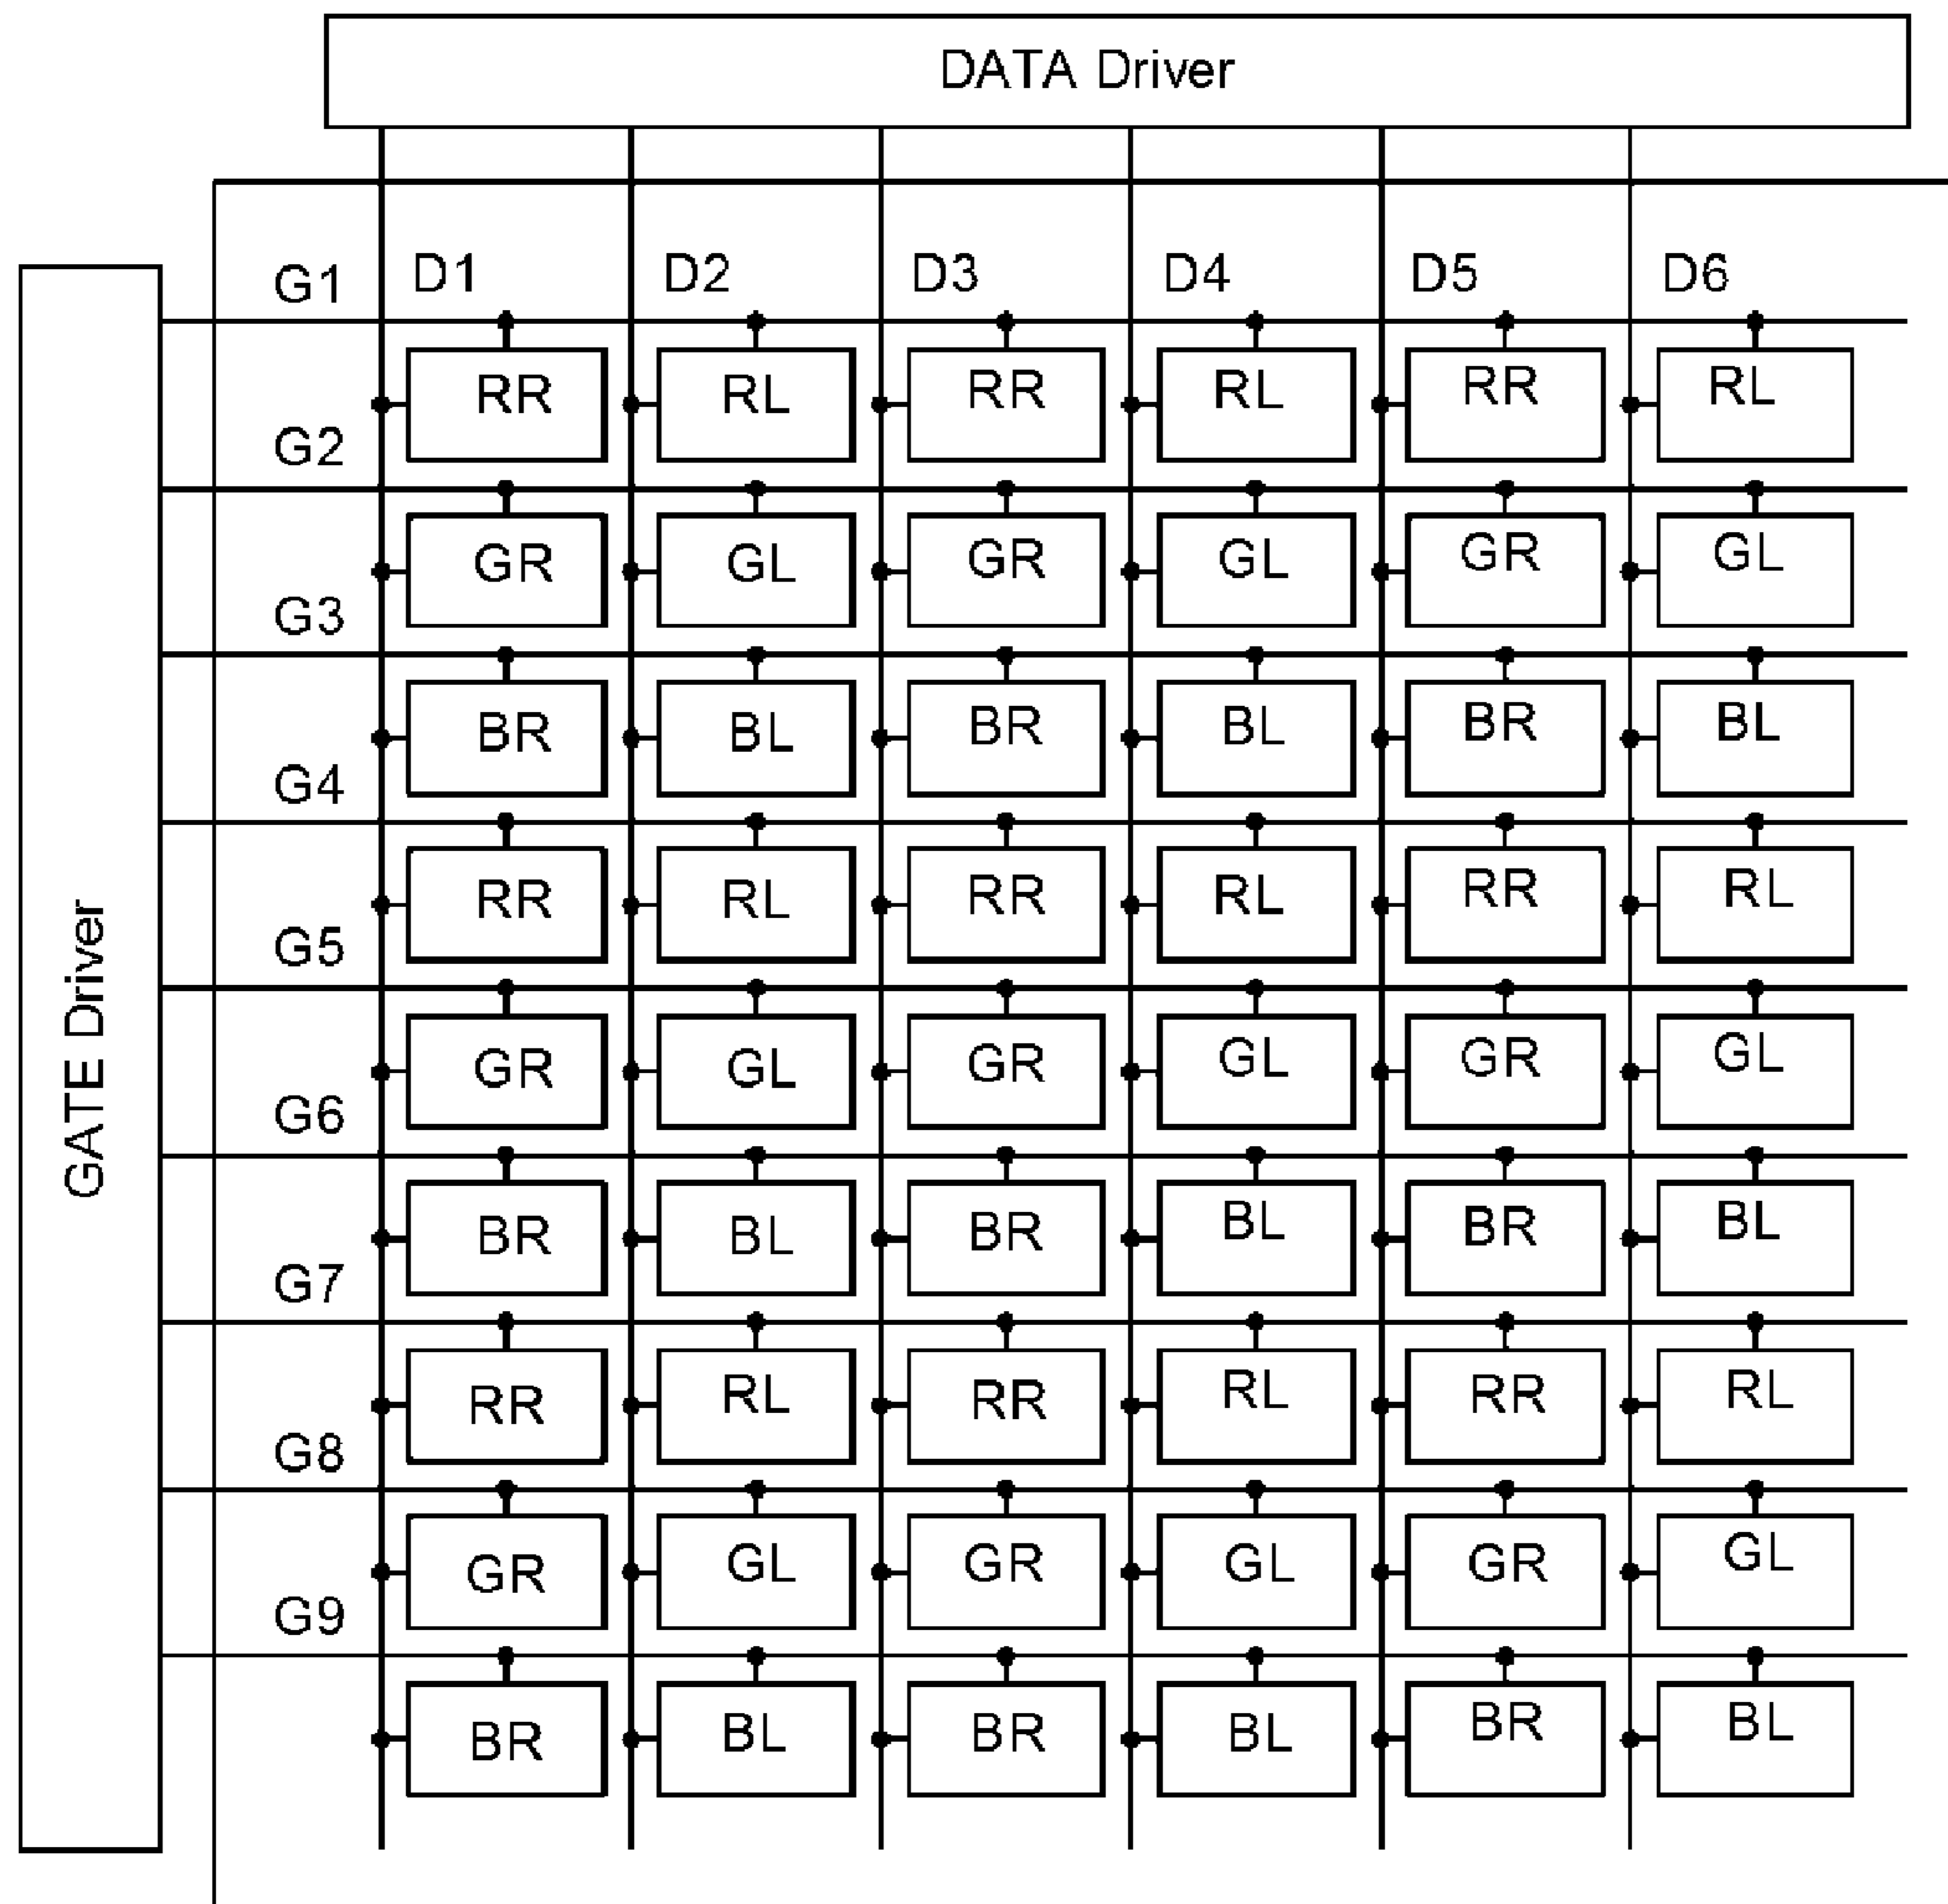 DATA Driver
G1 D1 D2 D3 D4 D5 D6
RR RL RR RL RR RL
G2
GR GL GR GL GR GL
G3
BR BL BR BL BR BL
G4
RR RL RR RL RR RL
G5
GR GL GR GL GR GL
G6
BR BL BR BL BR BL
G7
RR RL RR RL RR RL
G8
GR GL GR GL GR GL
G9
BR BL BR BL BR BL
GATE Driver